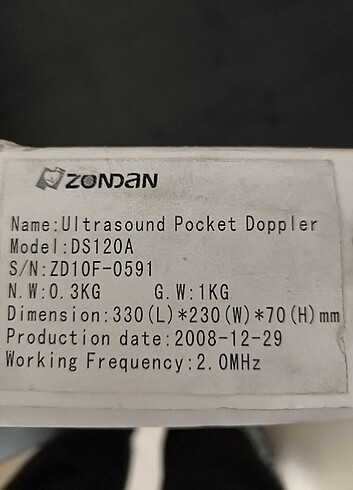 ZONDAN
Name:Ultrasound Pocket Doppler
Model:DS120A
S/N:ZD10F-0591
N.W:0.3KG G.W:1KG
Dimension:330(L)*230(W)*70(H)mm
Production date:2008-12-29
Working Frequency:2.0MHz